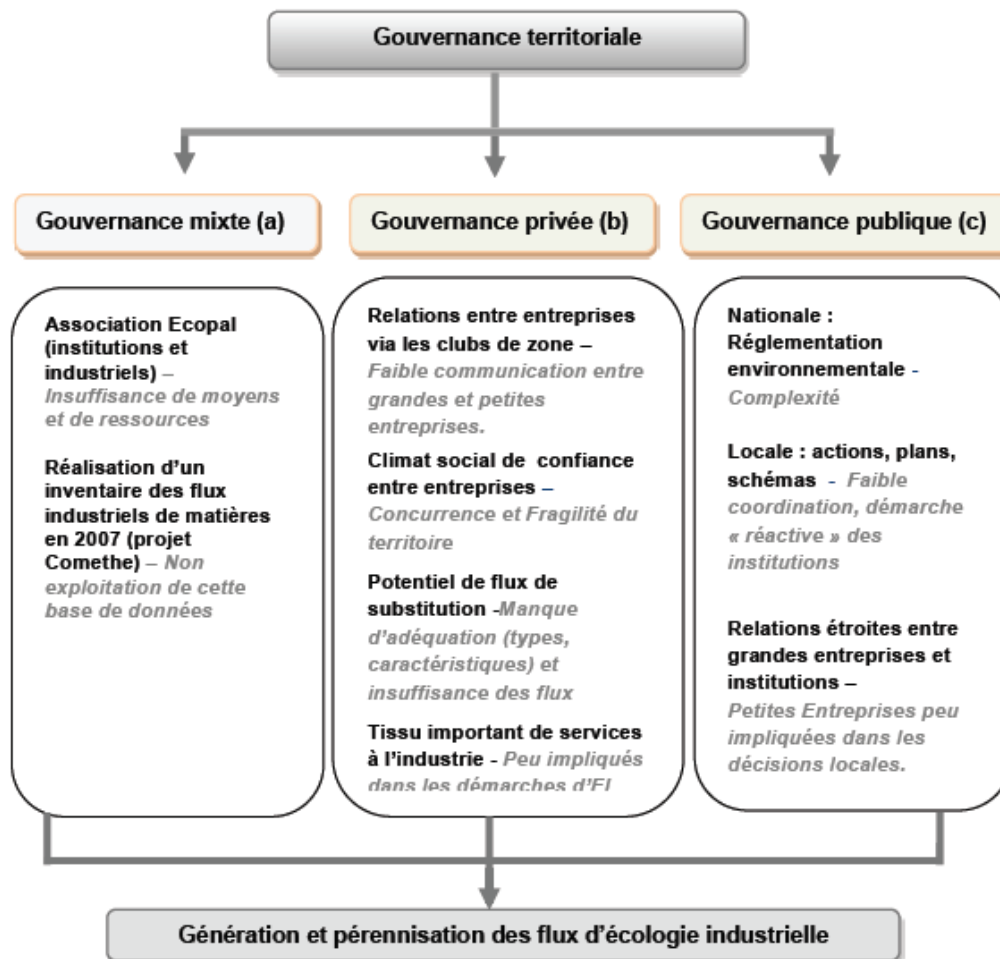 Gouvernance territoriale
Gouvernance mixte (a)
Association Ecopal
(institutions et
industriels) –
Insuffisance de moyens
et de ressources
Réalisation d’un
inventaire des flux
industriels de matières
en 2007 (projet
Comethe) – Non
exploitation de cette
base de données
Gouvernance privée (b)
Relations entre entreprises
via les clubs de zone –
Faible communication entre
grandes et petites
entreprises.
Climat social de confiance
entre entreprises –
Concurrence et Fragilité du
territoire
Potentiel de flux de
substitution -Manque
d’adéquation (types,
caractéristiques) et
insuffisance des flux
Tissu important de services
à l’industrie - Peu impliqués
dans les démarches d’EI
Gouvernance publique (c)
Nationale :
Réglementation
environnementale -
Complexité
Locale : actions, plans,
schémas - Faible
coordination, démarche
« réactive » des
institutions
Relations étroites entre
grandes entreprises et
institutions –
Petites Entreprises peu
impliquées dans les
décisions locales.
Génération et pérennisation des flux d’écologie industrielle